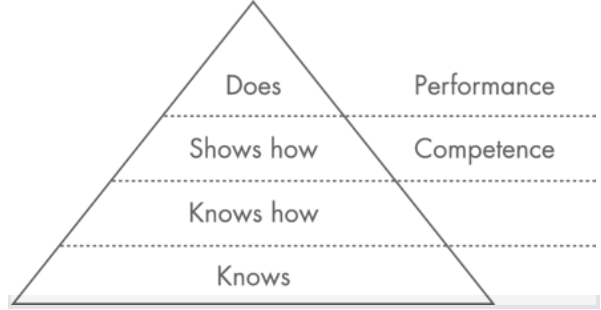 Does Performance
Shows how Competence
Knows how
Knows